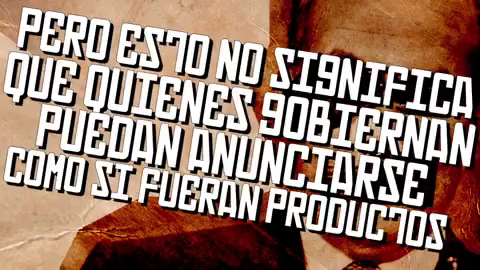 PERO ESTO NO SIGNIFICA
QUE QUIENES GOBIERNAN
PUEDAN ANUNCIARSE
COMO SI FUERAN PRODUCTOS